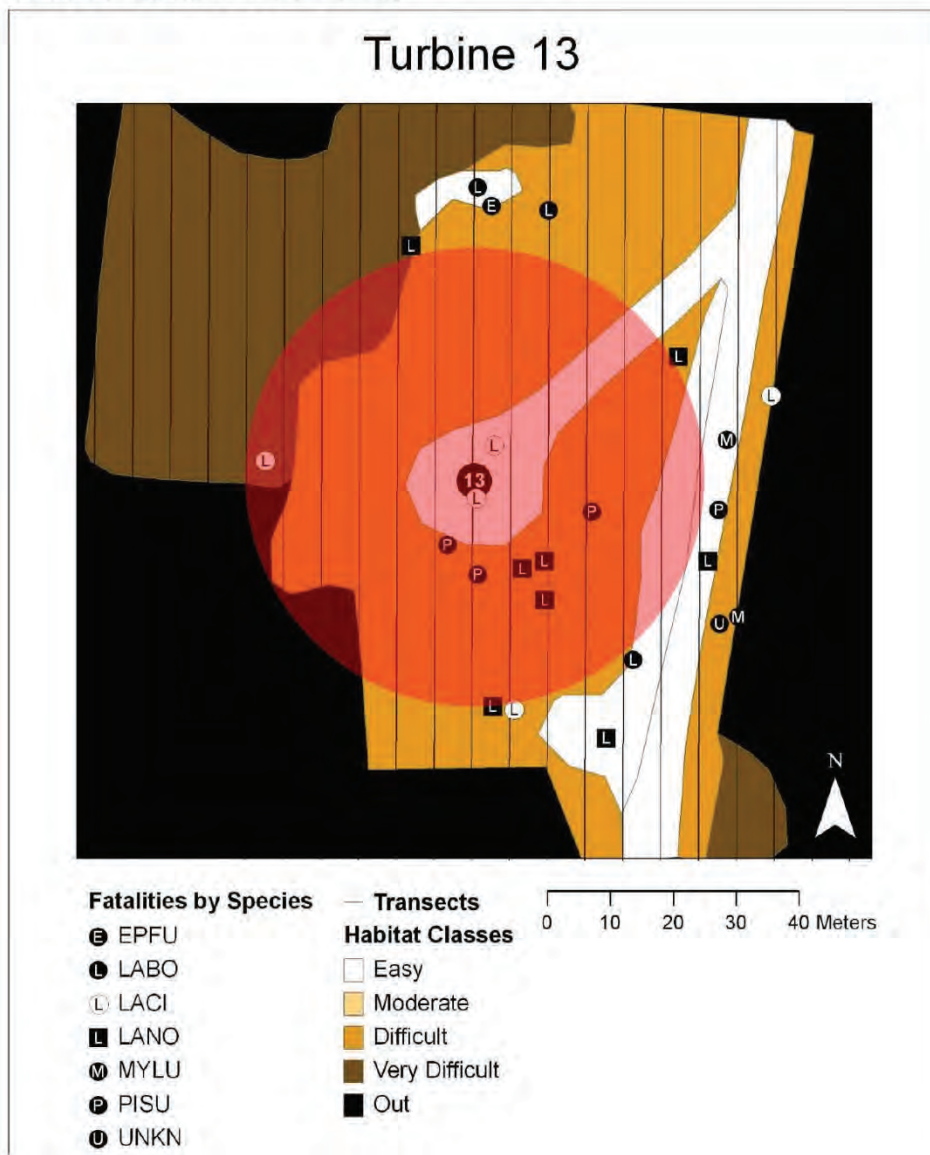 Turbine 13
L
E
L
L
L
L
L
M
L
13
L
P
P
P
L
L
L
L
M
U
L
L
L
L
N
Fatalities by Species
E EPFU
L LABO
L LACI
L LANO
M MYLU
P PISU
U UNKN
Transects
Habitat Classes
Easy
Moderate
Difficult
Very Difficult
Out
0 10 20 30 40 Meters